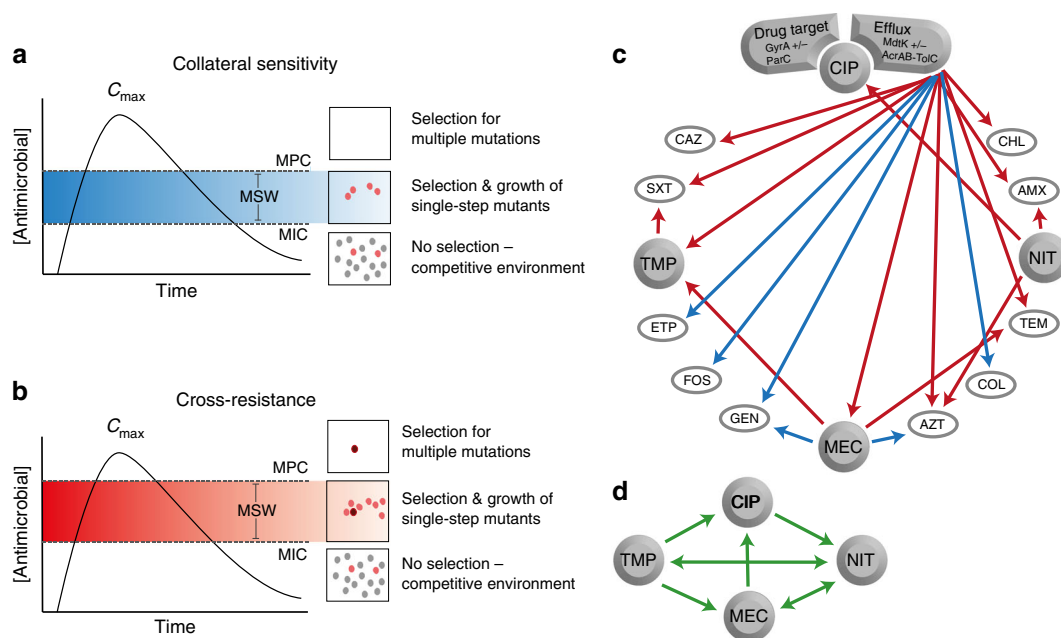 a
Collateral sensitivity
Cmax
[Antimicrobial]
MPC
MSW
MIC
Time
Selection for
multiple mutations
Selection & growth of
single-step mutants
No selection –
competitive environment
b
Cross-resistance
Cmax
[Antimicrobial]
MPC
MSW
MIC
Time
Selection for
multiple mutations
Selection & growth of
single-step mutants
No selection –
competitive environment
c
Drug target
GyrA +/–
ParC
Efflux
MdtK +/–
AcrAB-TolC
CIP
CAZ
CHL
SXT
AMX
TMP
NIT
ETP
TEM
FOS
COL
GEN
AZT
MEC
d
CIP
TMP
NIT
MEC